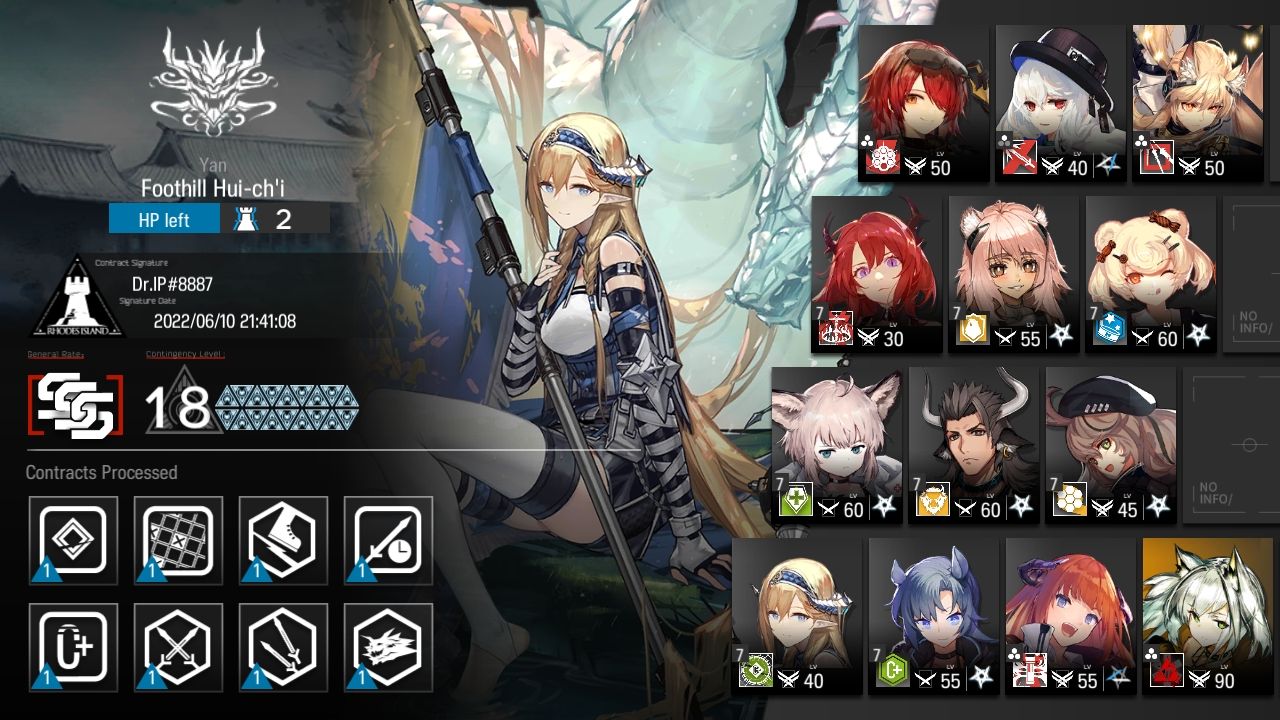 Yan
Foothill Hui-ch'i
HP left 2
Contract Signature
Dr.IP#8887
Signature Date
2022/06/10 21:41:08
RHODES ISLAND
General Rate:
Contingency Level:
SSS
18
Contracts Processed
1 1 1 1
C+
1 1 1 1
LV 50
LV 40
LV 50
7 LV 30
7 LV 55
7 LV 60
NO
INFO/
7 LV 60
7 LV 60
7 LV 45
NO
INFO/
7 LV 40
7 C+ LV 55
LV 55
LV 90